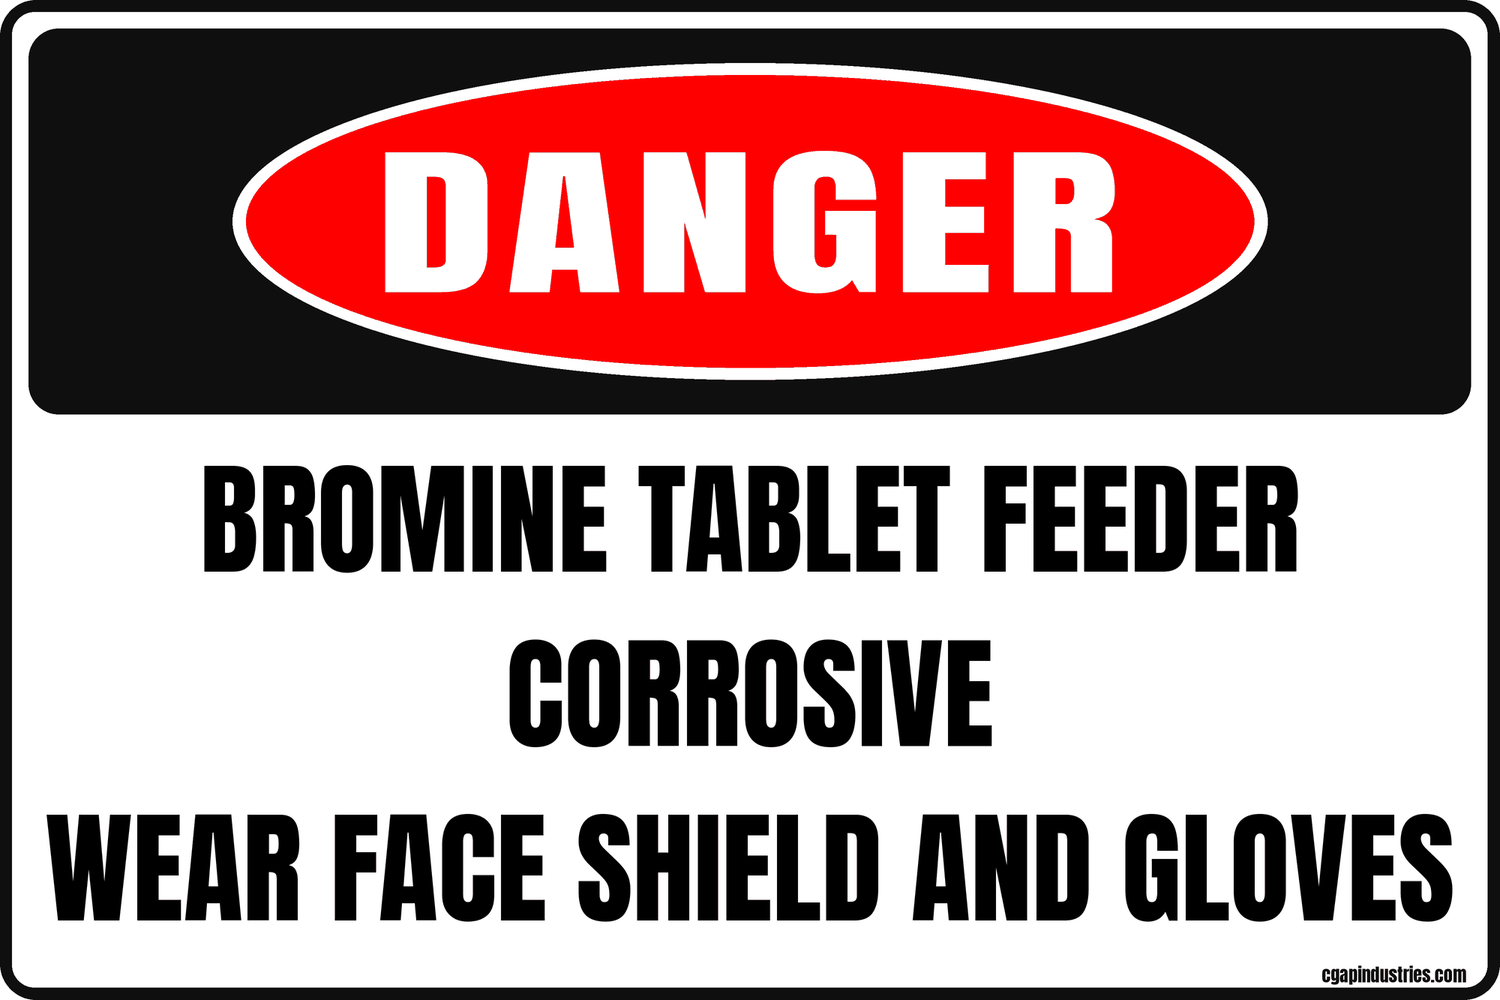 DANGER
BROMINE TABLET FEEDER
CORROSIVE
WEAR FACE SHIELD AND GLOVES
cgapindustries.com